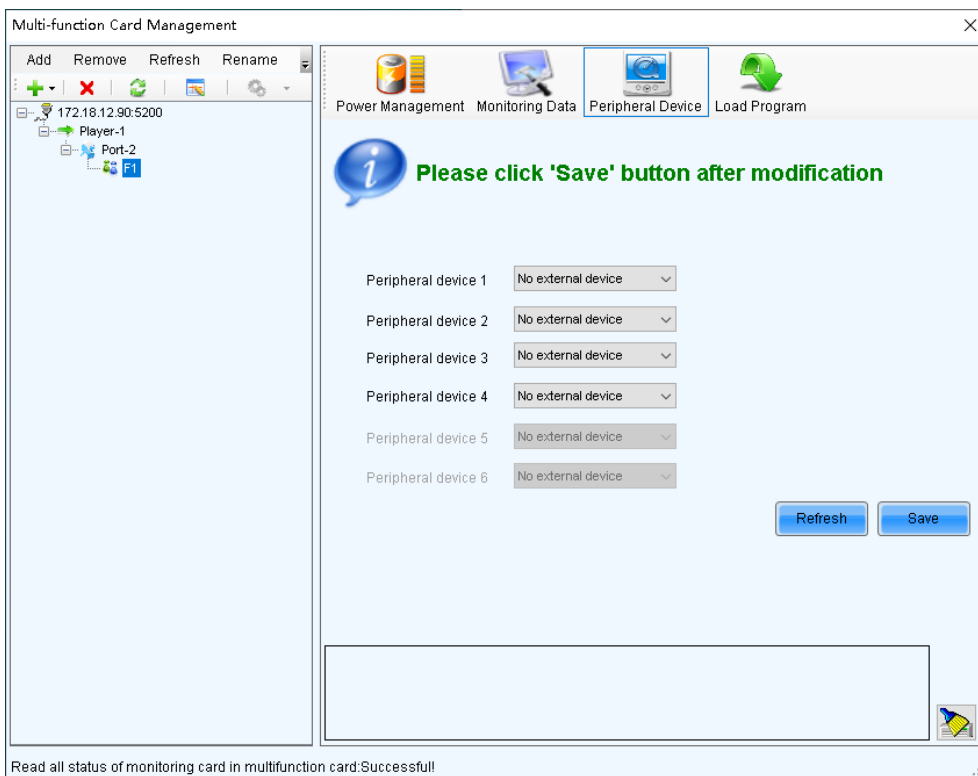 Multi-function Card Management
Add Remove Refresh Rename
172.18.12.90:5200
Player-1
Port-2
F1
Power Management Monitoring Data Peripheral Device Load Program
Please click 'Save' button after modification
Peripheral device 1 No external device
Peripheral device 2 No external device
Peripheral device 3 No external device
Peripheral device 4 No external device
Peripheral device 5 No external device
Peripheral device 6 No external device
Refresh Save
Read all status of monitoring card in multifunction card:Successful!